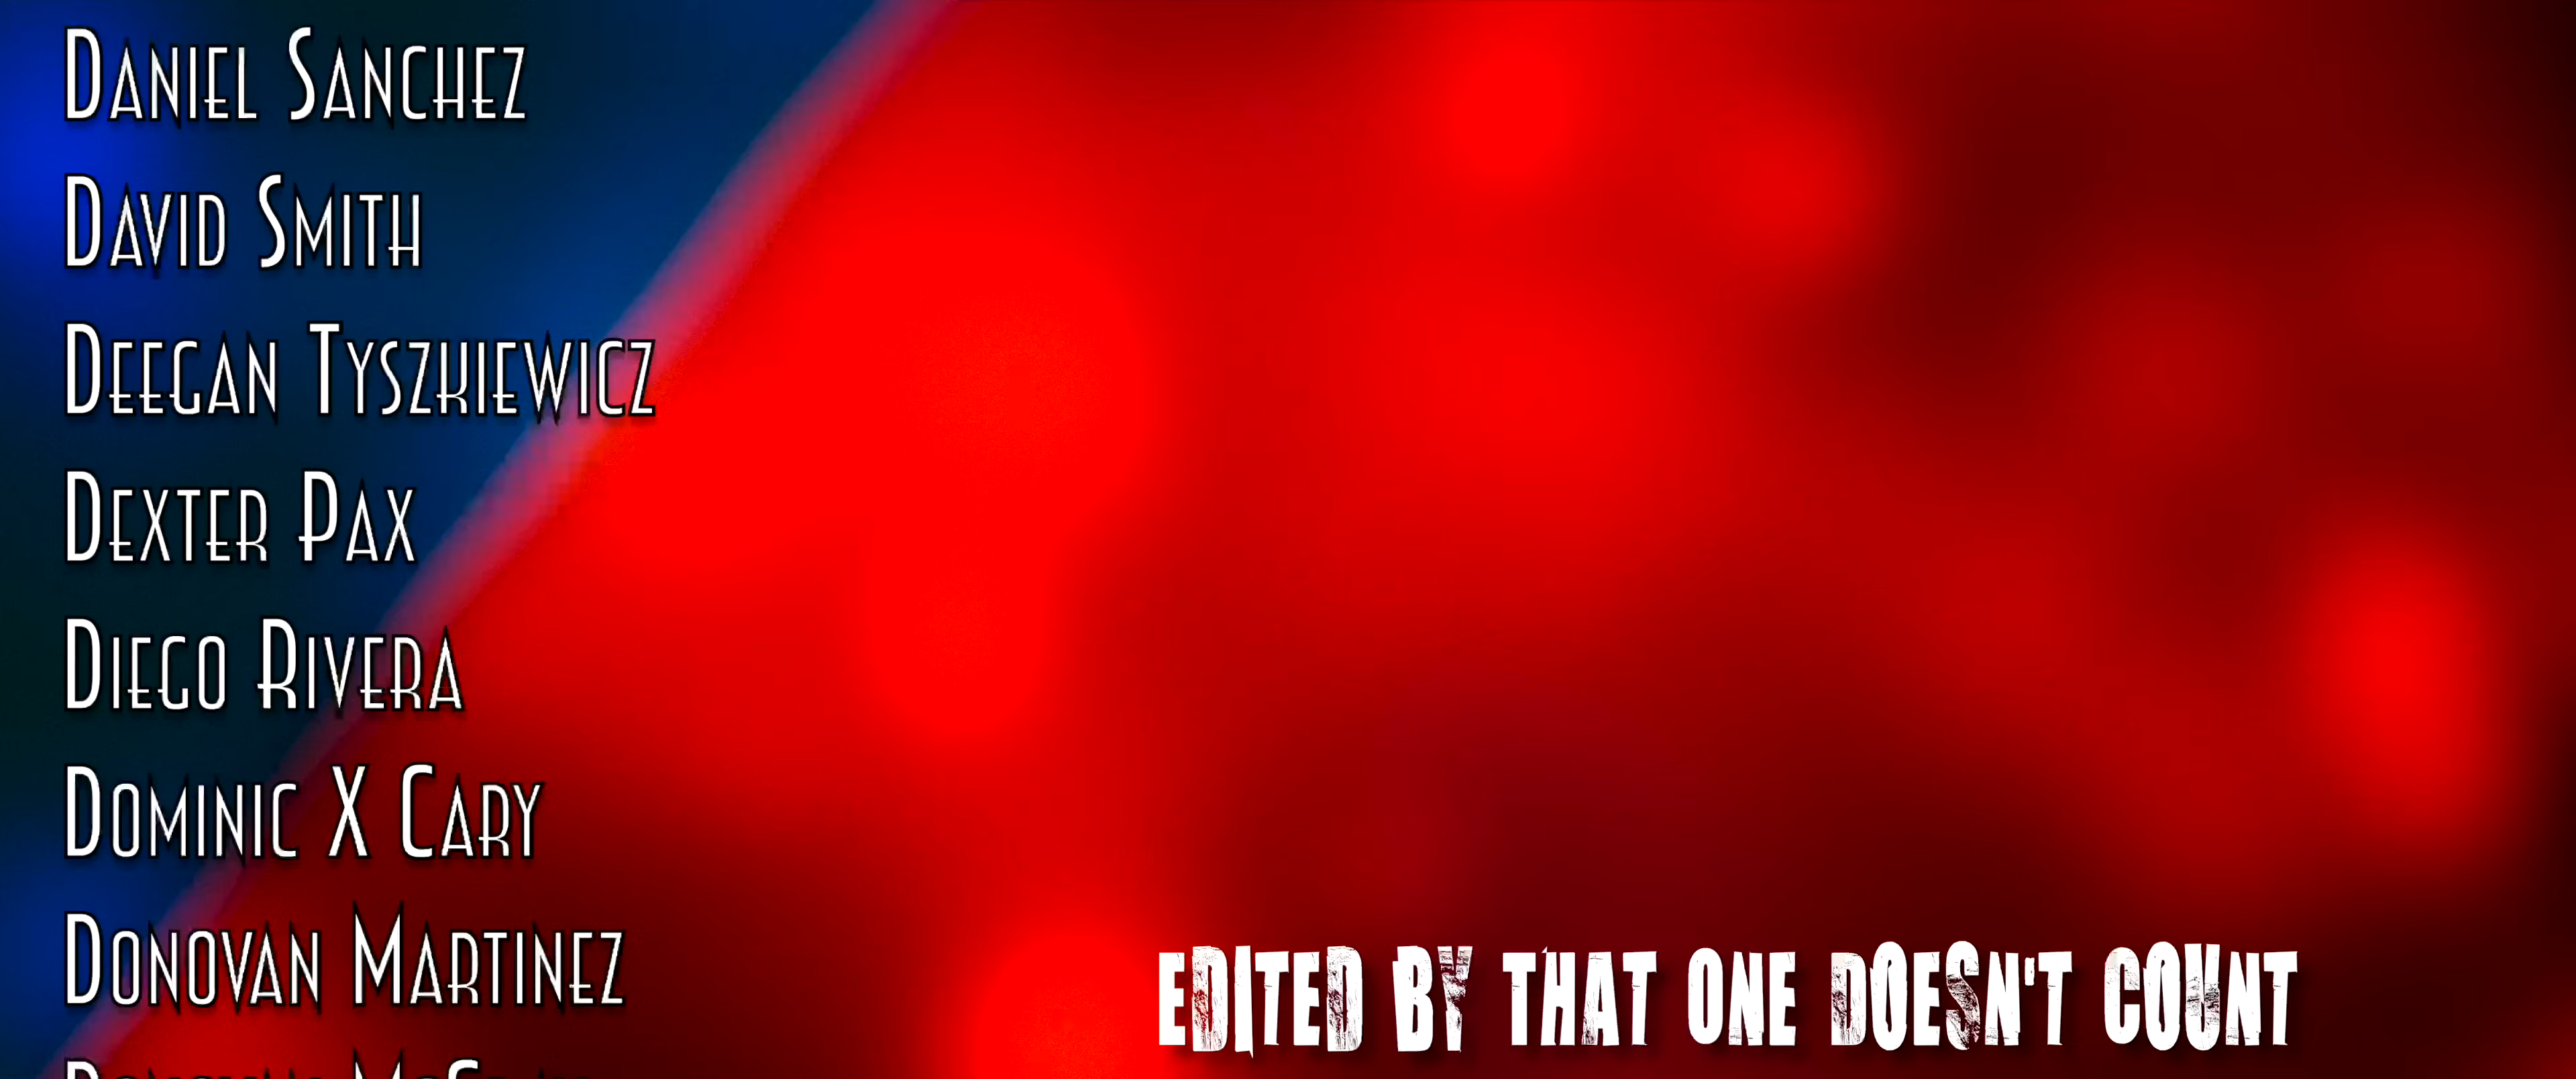 Daniel Sanchez
David Smith
Deegan Tyszkiewicz
Dexter Pax
Diego Rivera
Dominic X Cary
Donovan Martinez
EDITED BY THAT ONE DOESN'T COUNT